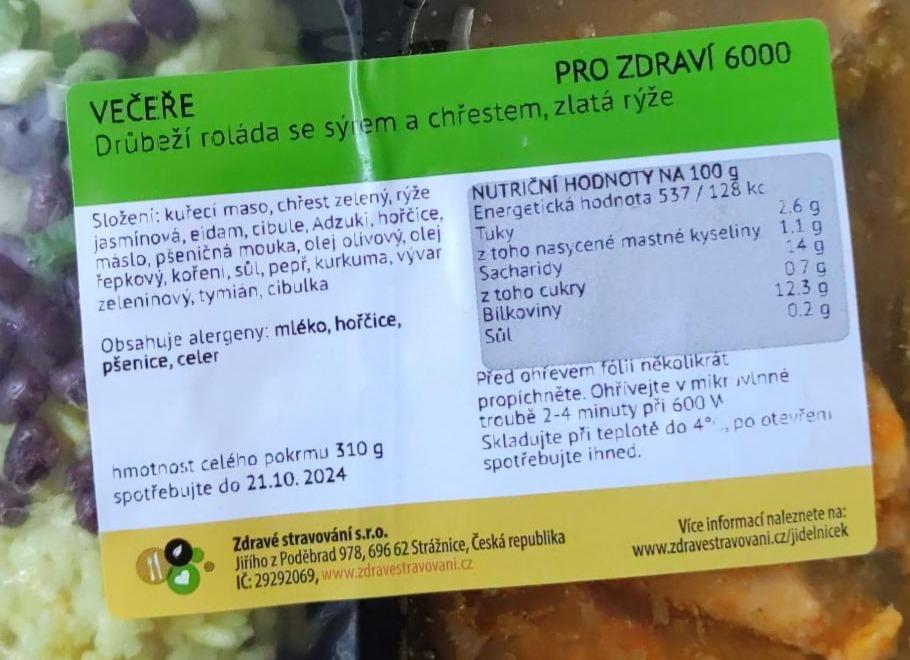 VEČEŘE
PRO ZDRAVÍ 6000
Drůbeží roláda se sýrem a chřestem, zlatá rýže
Složení: kuřecí maso, chřest zelený, rýže
jasmínová, eidam, cibule, Adzuki, hořčice,
máslo, pšeničná mouka, olej olivový, olej
řepkový, koření, sůl, pepř, kurkuma, vývar
zeleninový, tymián, cibulka
Obsahuje alergeny: mléko, hořčice,
pšenice, celer
hmotnost celého pokrmu 310 g
spotřebujte do 21.10. 2024
NUTRIČNÍ HODNOTY NA 100 g
Energetická hodnota 537 / 128 kc
Tuky 2.6 g
z toho nasycené mastné kyseliny 1.1 g
Sacharidy 14 g
z toho cukry 0.7 g
Bílkoviny 12.3 g
Sůl 0.2 g
Před ohřevem fólii několikrát
propíchněte. Ohřívejte v mikrovlnné
troubě 2-4 minuty při 600 W
Skladujte při teplotě do 4°, po otevření
spotřebujte ihned.
Zdravé stravování s.r.o.
Jiřího z Poděbrad 978, 696 62 Strážnice, Česká republika
IČ: 29292069, www.zdravestravovani.cz
Více informací naleznete na:
www.zdravestravovani.cz/jidelnicek